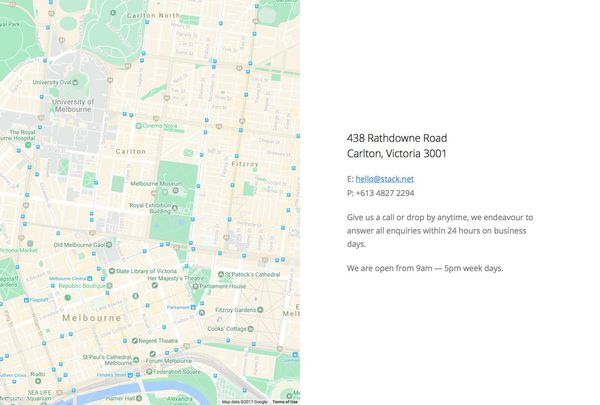 Carlton North
Royal Park
University Oval
University of
Melbourne
The Royal
Cinema Nova
Carlton
Fitzroy
Melbourne Museum
Royal Exhibition
Building
Old Melbourne Gaol
Victoria Market
State Library of Victoria
Melbourne Central
Her Majesty's Theatre
St Patrick's Cathedral
Republic Boutique
Parliament House
Flagstaff
Parliament
Fitzroy Gardens
Melbourne
Cooks' Cottage
Regent Theatre
St Paul's Cathedral
Forum Melbourne
Federation Square
Rialto
Flinders Street
SEA LIFE
Hamer Hall
Map data ©2017 Google
Terms of Use
438 Rathdowne Road
Carlton, Victoria 3001
E: hello@stack.net
P: +613 4827 2294
Give us a call or drop by anytime, we endeavour to
answer all enquiries within 24 hours on business
days.
We are open from 9am — 5pm week days.